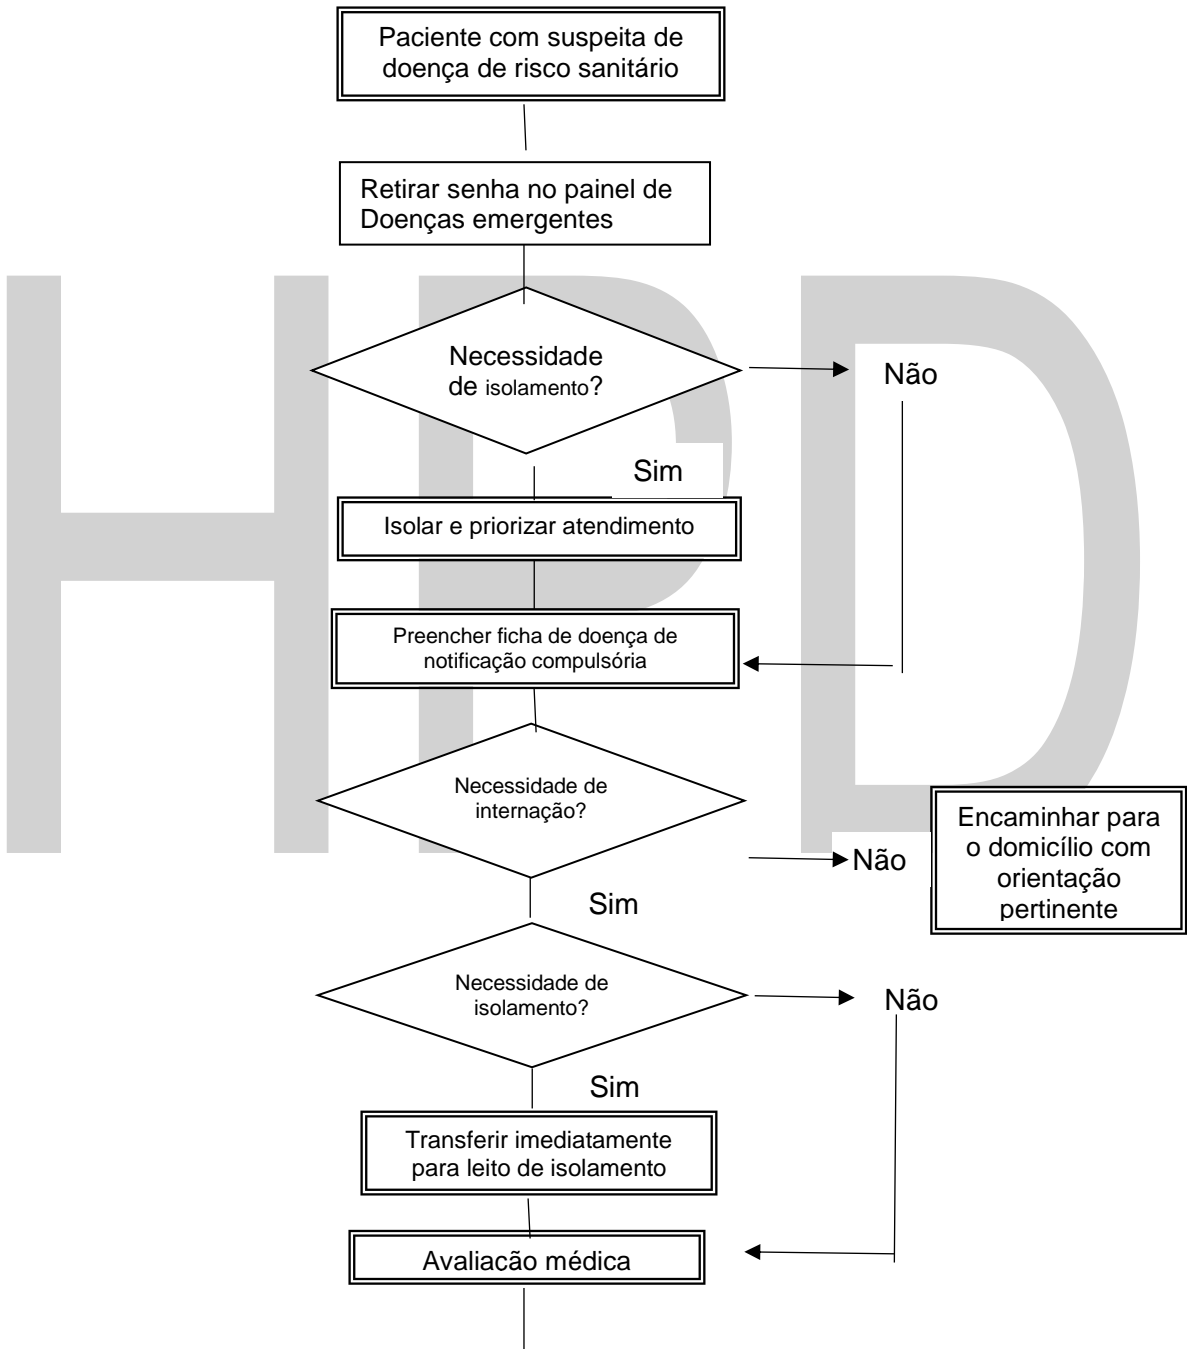 Paciente com suspeita de
doença de risco sanitário
Retirar senha no painel de
Doenças emergentes
Necessidade
de isolamento?
Não
Sim
Isolar e priorizar atendimento
Preencher ficha de doença de
notificação compulsória
Necessidade de
internação?
Não
Encaminhar para
o domicílio com
orientação
pertinente
Sim
Necessidade de
isolamento?
Não
Sim
Transferir imediatamente
para leito de isolamento
Avaliacão médica
HPD